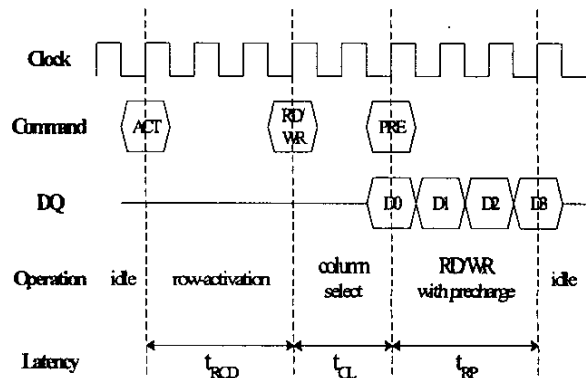 Clock
Command ACT RD/ WR PRE
DQ D0 D1 D2 D3
Operation idle row-activation column select RD/WR with precharge idle
Latency tRCD tCL tRP